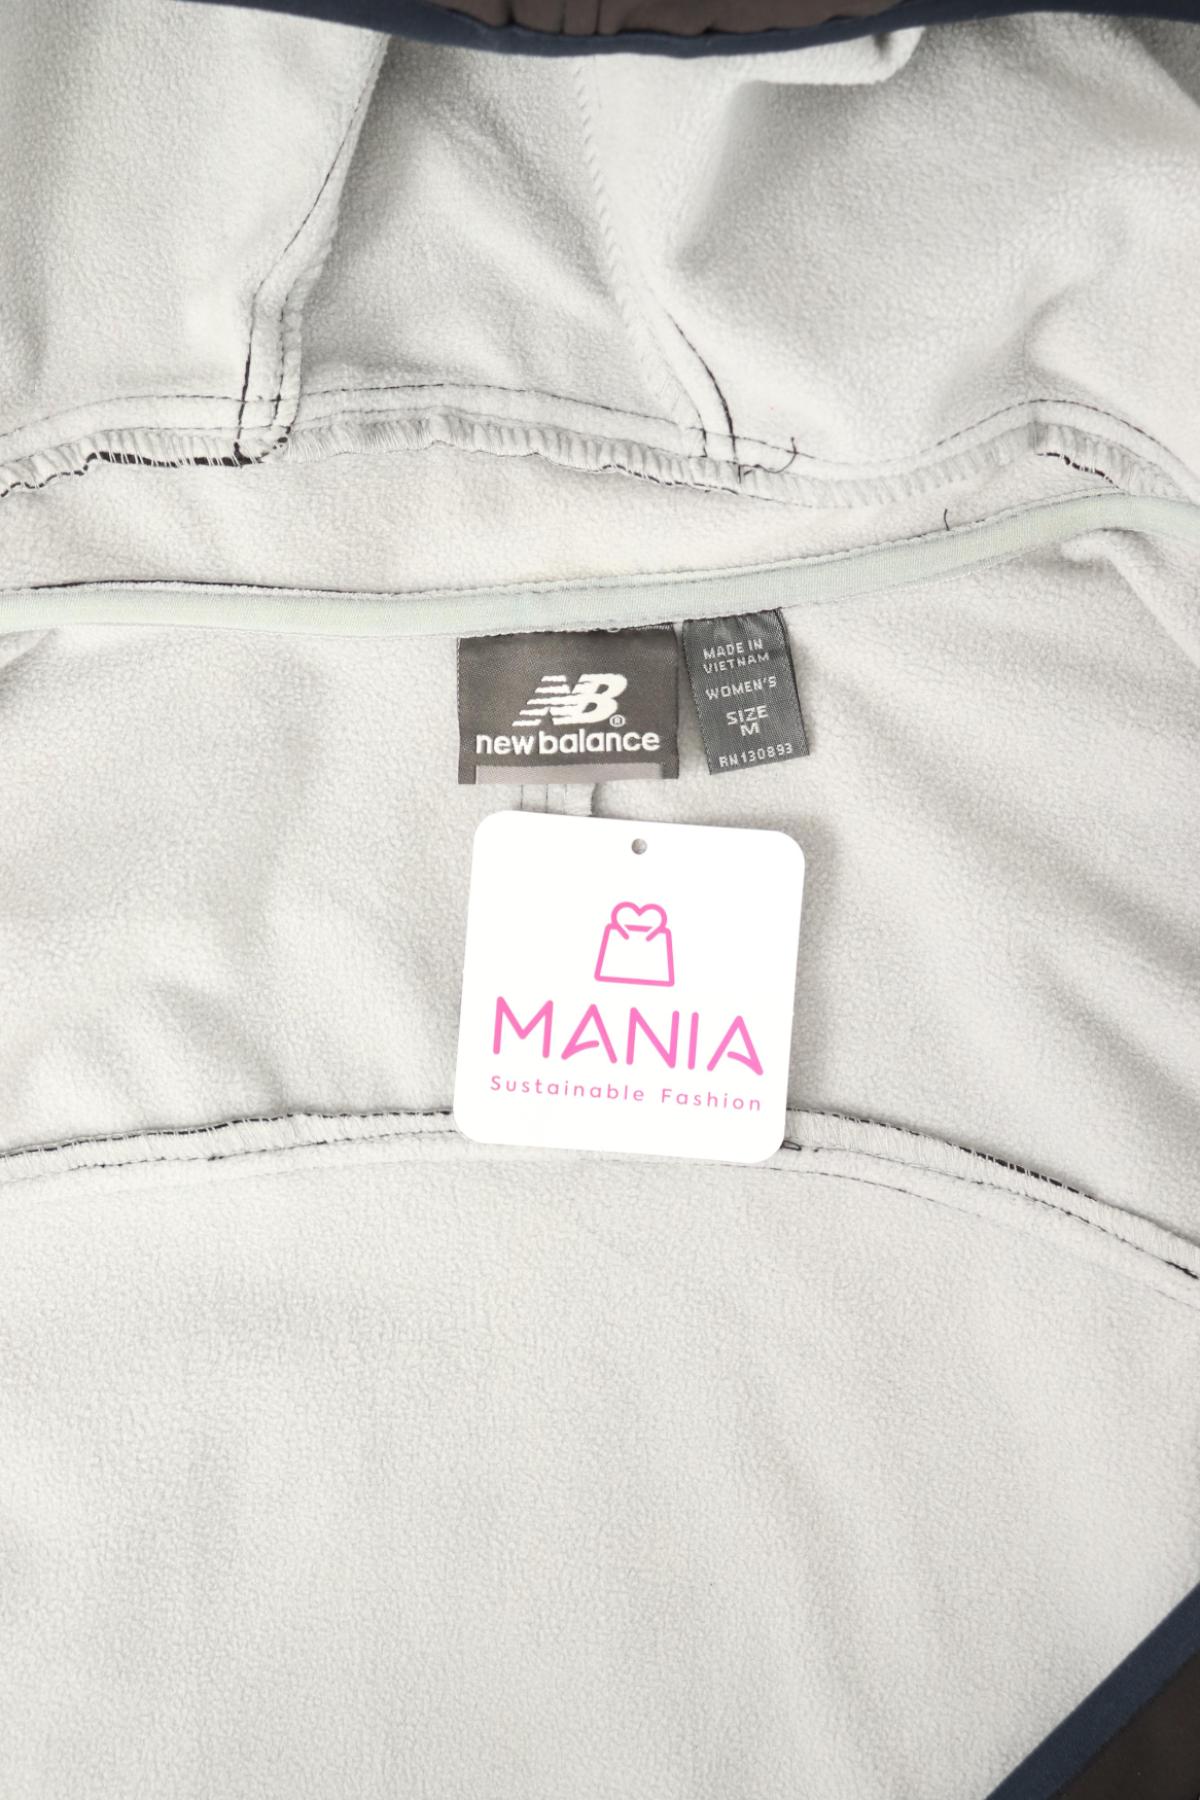 NB®
new balance
MADE IN
VIETNAM
WOMEN'S
SIZE
M
RN130893
MANIA
Sustainable Fashion